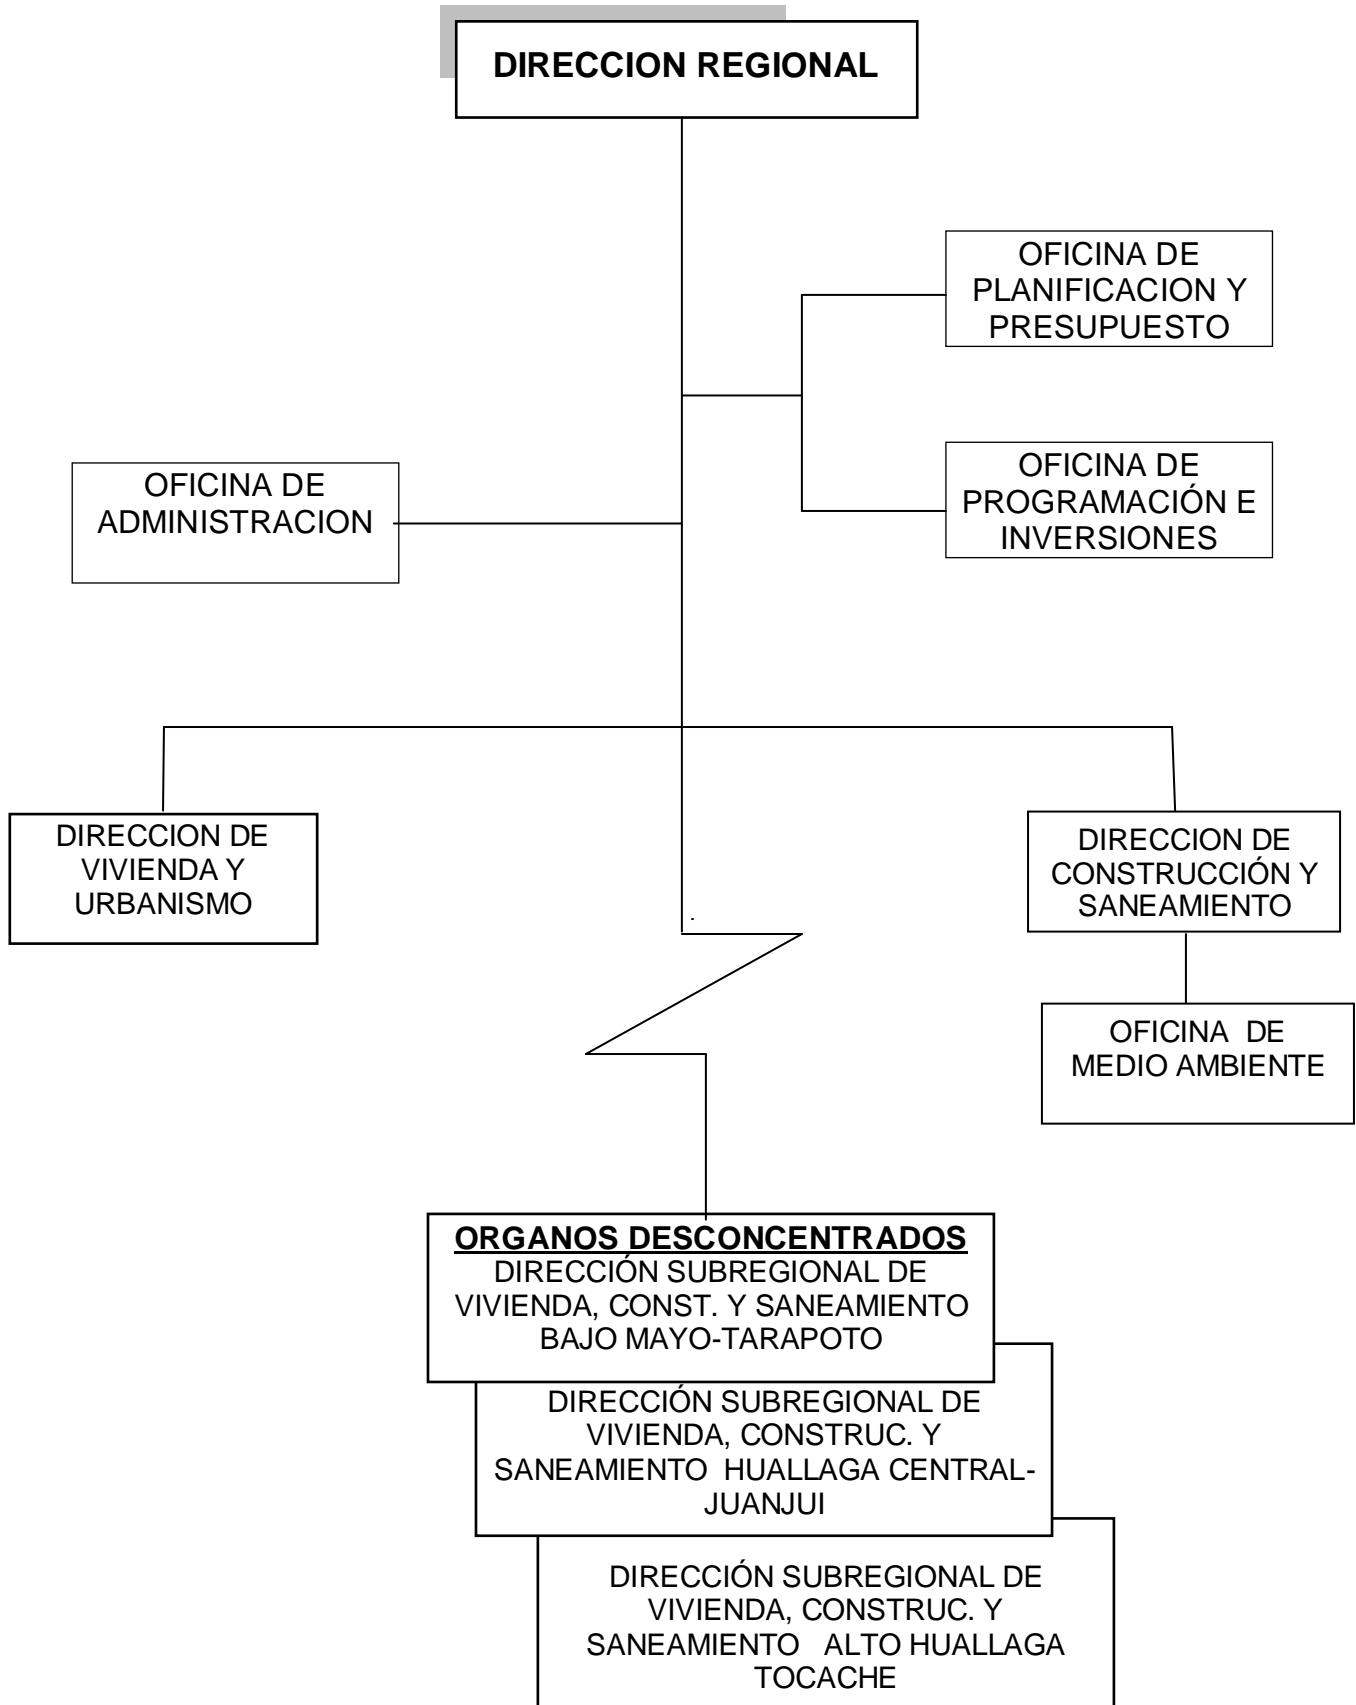 DIRECCION REGIONAL
OFICINA DE
PLANIFICACION Y
PRESUPUESTO
OFICINA DE
ADMINISTRACION
OFICINA DE
PROGRAMACIÓN E
INVERSIONES
DIRECCION DE
VIVIENDA Y
URBANISMO
DIRECCION DE
CONSTRUCCIÓN Y
SANEAMIENTO
.
OFICINA  DE
MEDIO AMBIENTE
ORGANOS DESCONCENTRADOS
DIRECCIÓN SUBREGIONAL DE
VIVIENDA, CONST. Y SANEAMIENTO
BAJO MAYO-TARAPOTO
DIRECCIÓN SUBREGIONAL DE
VIVIENDA, CONSTRUC. Y
SANEAMIENTO  HUALLAGA CENTRAL-
JUANJUI
DIRECCIÓN SUBREGIONAL DE
VIVIENDA, CONSTRUC. Y
SANEAMIENTO   ALTO HUALLAGA
TOCACHE